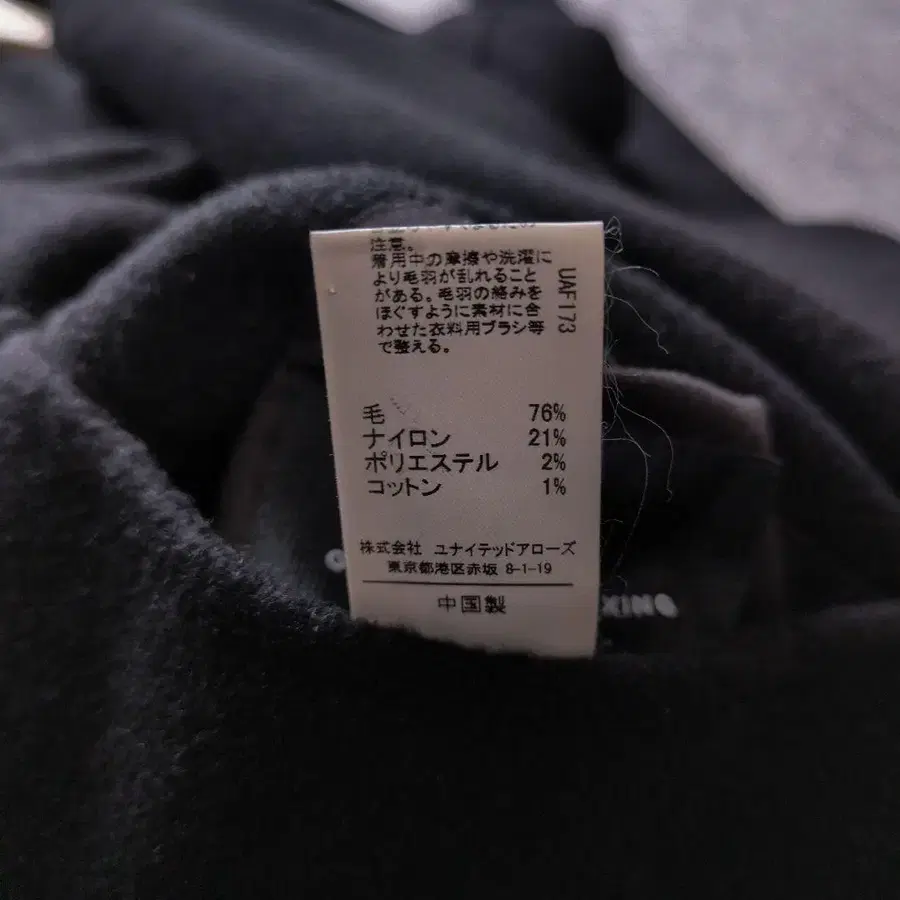 注意。
着用中の摩擦や洗濯に
より毛羽が乱れること
がある。毛羽の絡みを
ほぐすように素材に合
わせた衣料用ブラシ等
で整える。
UAF173
毛 76%
ナイロン 21%
ポリエステル 2%
コットン 1%
株式会社 ユナイテッドアローズ
東京都港区赤坂 8-1-19
中国製